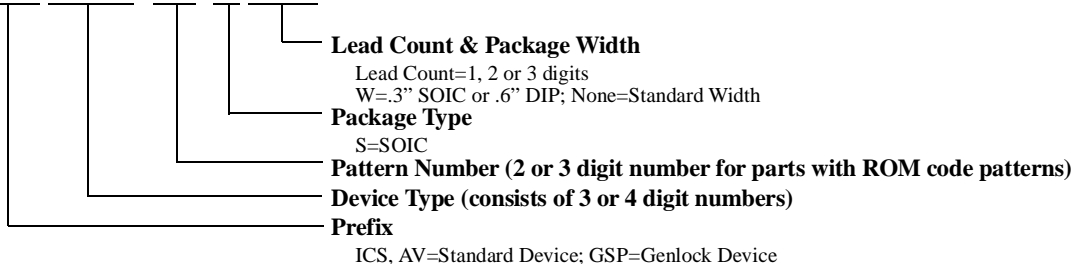 Lead Count & Package Width
Lead Count=1, 2 or 3 digits
W=.3” SOIC or .6” DIP; None=Standard Width
Package Type
S=SOIC
Pattern Number (2 or 3 digit number for parts with ROM code patterns)
Device Type (consists of 3 or 4 digit numbers)
Prefix
ICS, AV=Standard Device; GSP=Genlock Device